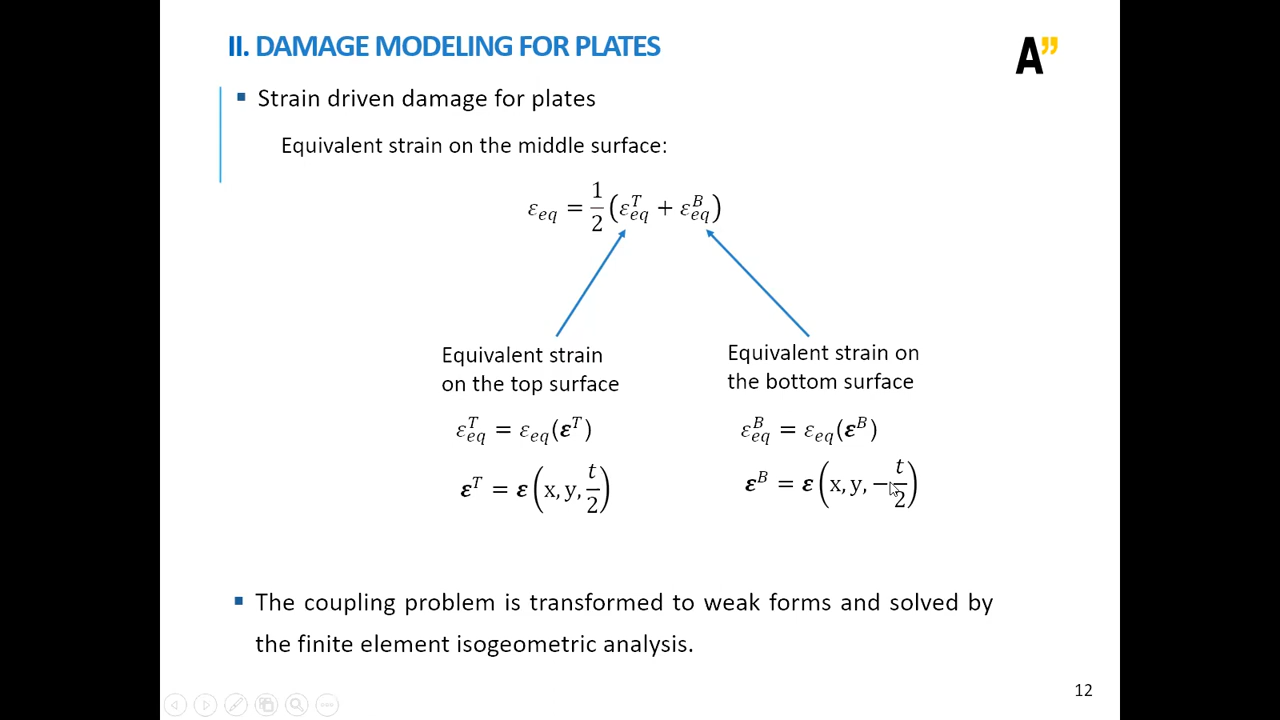 II. DAMAGE MODELING FOR PLATES
A”
▪ Strain driven damage for plates
Equivalent strain on the middle surface:
ε_eq = 1/2 (ε_eq^T + ε_eq^B)
Equivalent strain
on the top surface
ε_eq^T = ε_eq(ε^T)
ε^T = ε(x, y, t/2)
Equivalent strain on
the bottom surface
ε_eq^B = ε_eq(ε^B)
ε^B = ε(x, y, −t/2)
▪ The coupling problem is transformed to weak forms and solved by
the finite element isogeometric analysis.
12